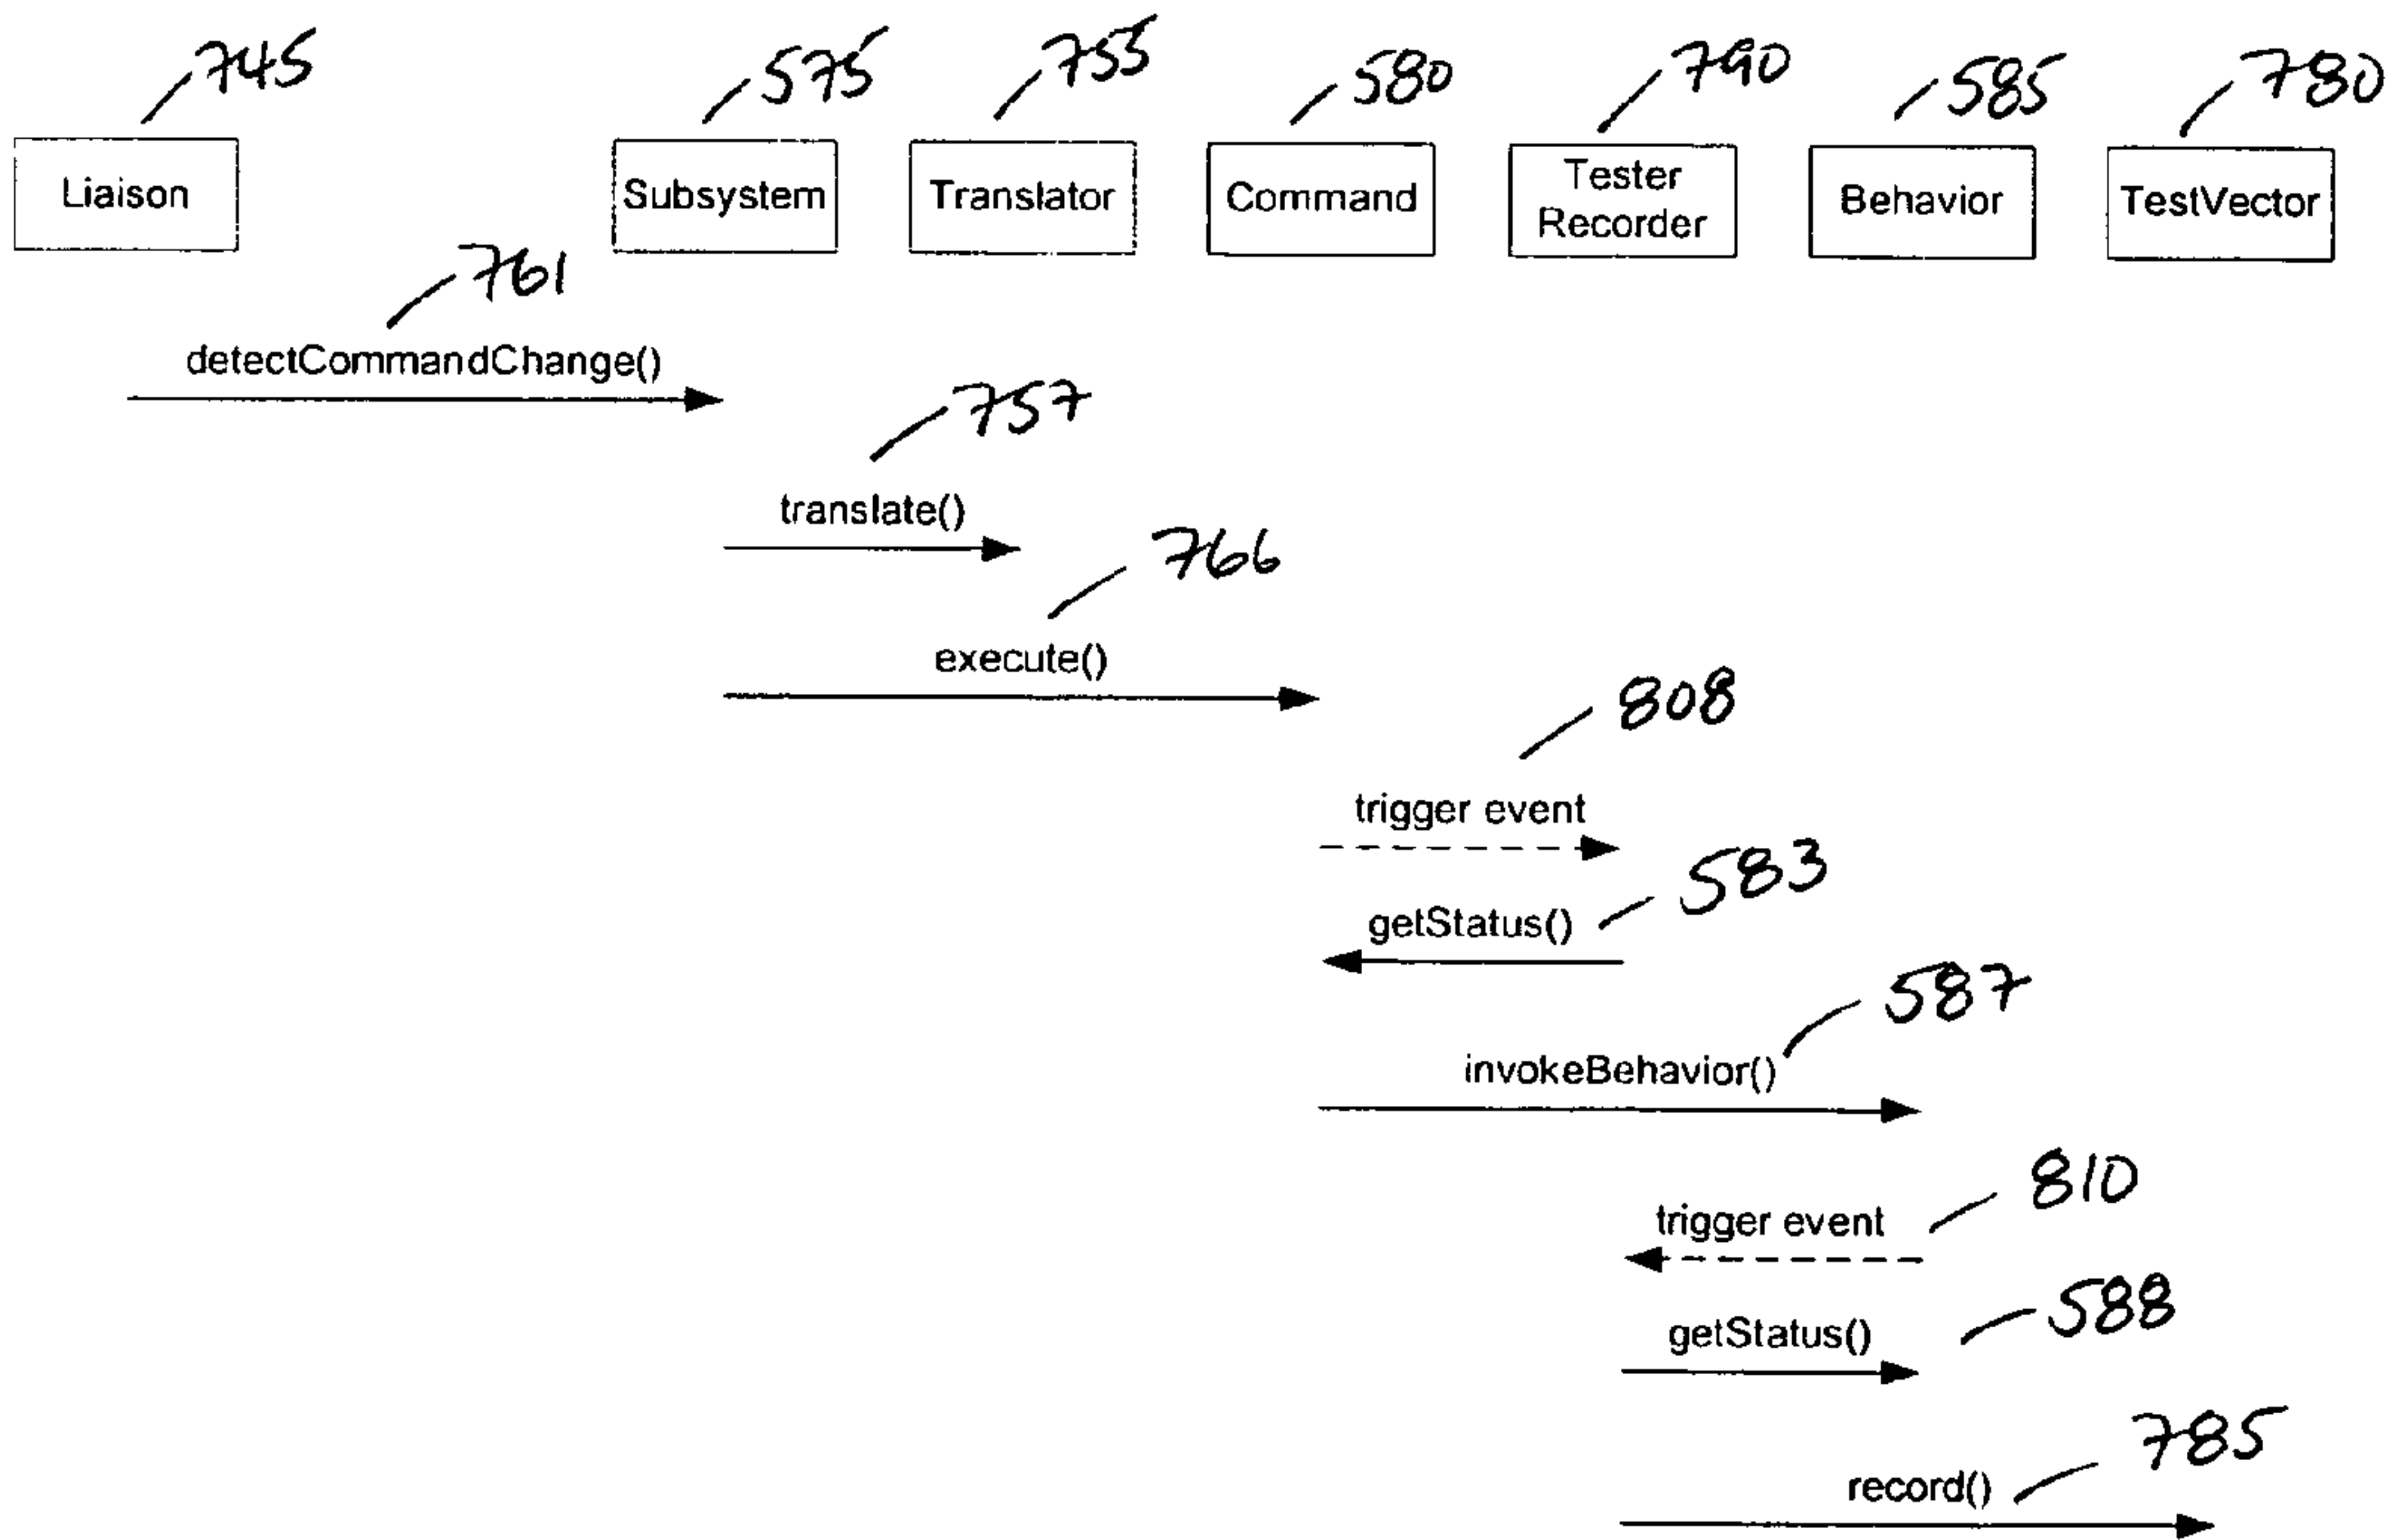 745 575 755 580 790 585 780
Liaison Subsystem Translator Command Tester Recorder Behavior TestVector
761
detectCommandChange()
757
translate()
766
execute()
808
trigger event
583
getStatus()
587
invokeBehavior()
810
trigger event
588
getStatus()
785
record()